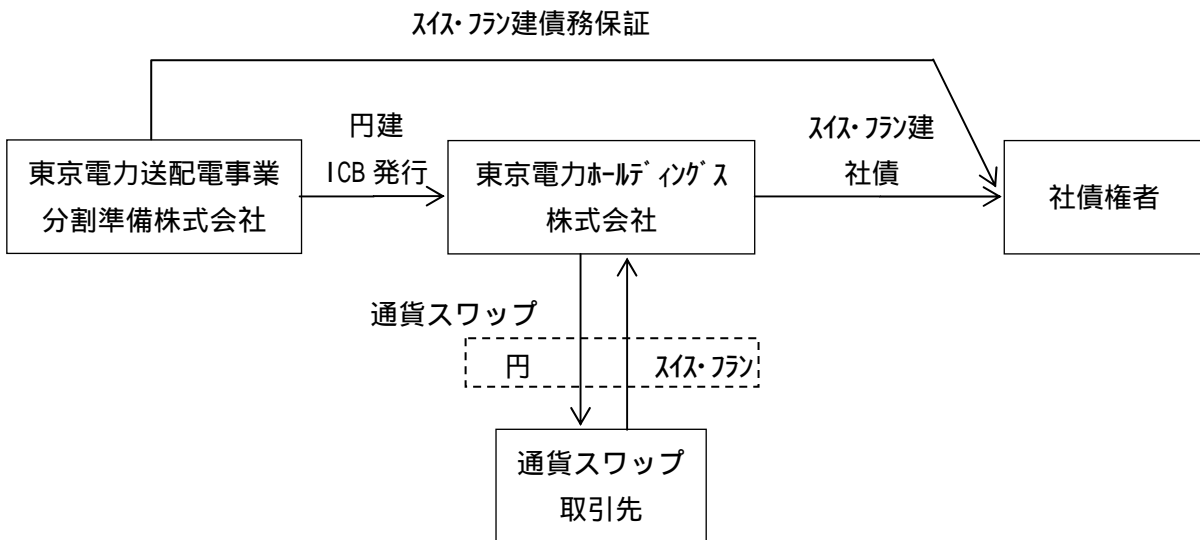 スイス・フラン建債務保証
円建
ICB 発行
スイス・フラン建
社債
東京電力送配電事業
分割準備株式会社
東京電力ホールディングス
株式会社
社債権者
通貨スワップ
円
スイス・フラン
通貨スワップ
取引先